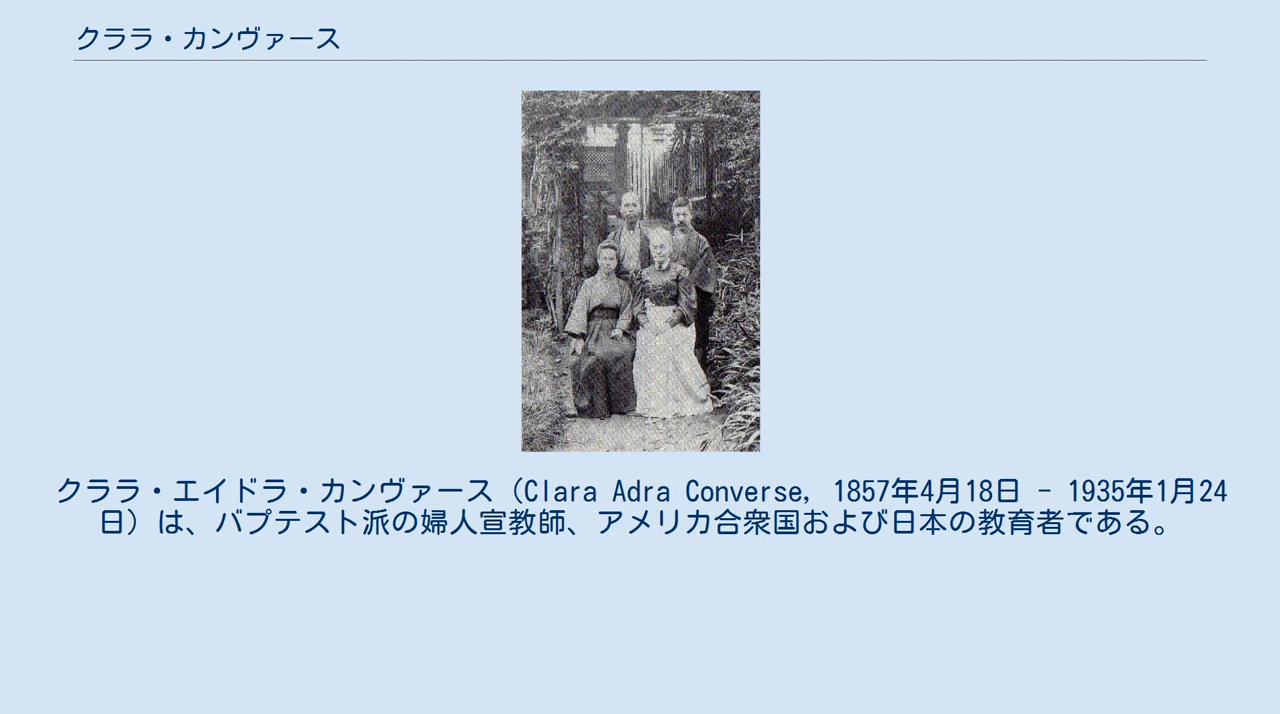 クララ・カンヴァース
クララ・エイドラ・カンヴァース（Clara Adra Converse, 1857年4月18日 - 1935年1月24
日）は、バプテスト派の婦人宣教師、アメリカ合衆国および日本の教育者である。